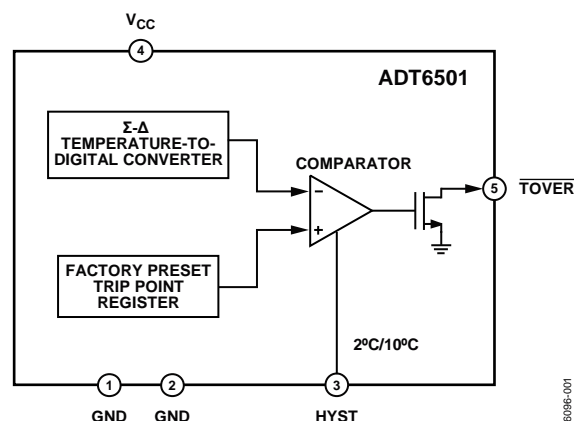 VCC
4
ADT6501
Σ-Δ
TEMPERATURE-TO-
DIGITAL CONVERTER
COMPARATOR
–
+
5
TOVER
FACTORY PRESET
TRIP POINT
REGISTER
2ºC/10ºC
1
2
3
GND
GND
HYST
6096-001